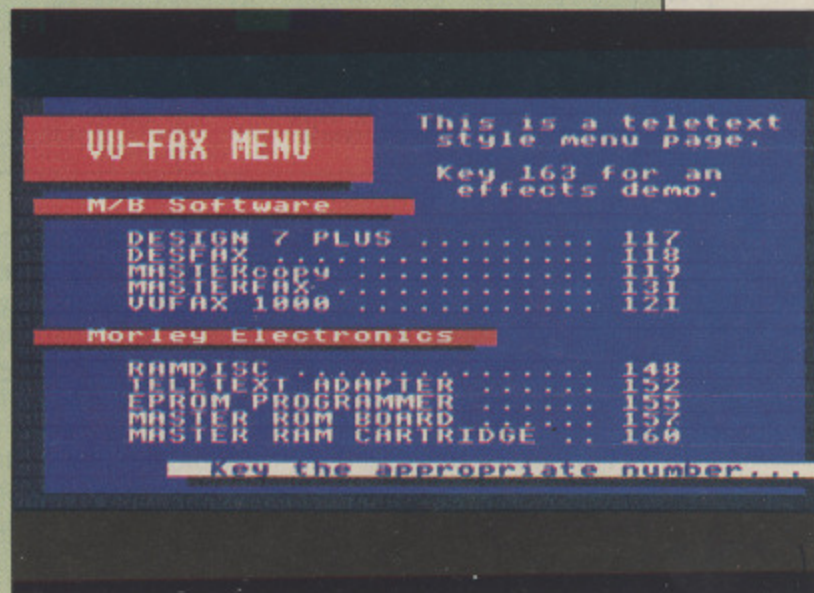 VU-FAX MENU
This is a teletext
style menu page.
Key 163 for an
effects demo.
M/B Software
DESIGN 7 PLUS .......... 117
DESFAX ................ 118
MASTERcopy ............ 119
MASTERFAX ............. 131
VUFAX 1000 ............ 121
Morley Electronics
RAMDISC ............... 148
TELETEXT ADAPTER ...... 152
EPROM PROGRAMMER ...... 155
MASTER ROM BOARD ...... 157
MASTER RAM CARTRIDGE .. 160
Key the appropriate number...